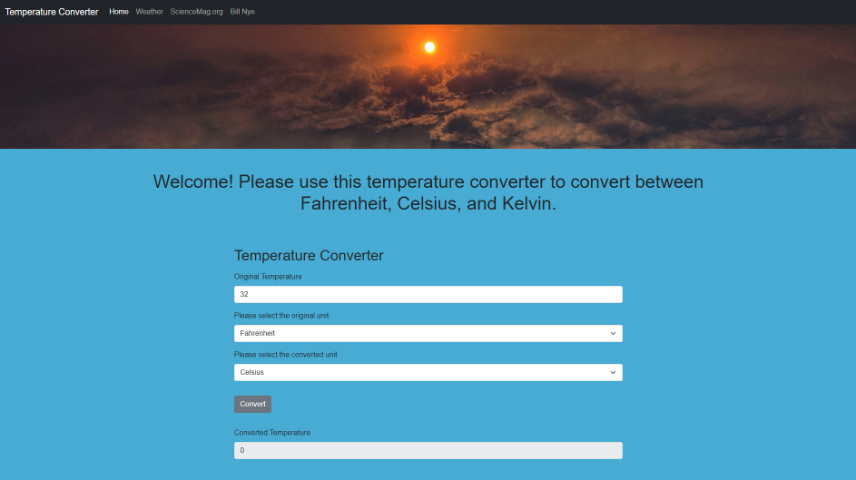 Temperature Converter Home Weather ScienceMag.org Bill Nye
Welcome! Please use this temperature converter to convert between
Fahrenheit, Celsius, and Kelvin.
Temperature Converter
Original Temperature
32
Please select the original unit
Fahrenheit
Please select the converted unit
Celsius
Convert
Converted Temperature
0